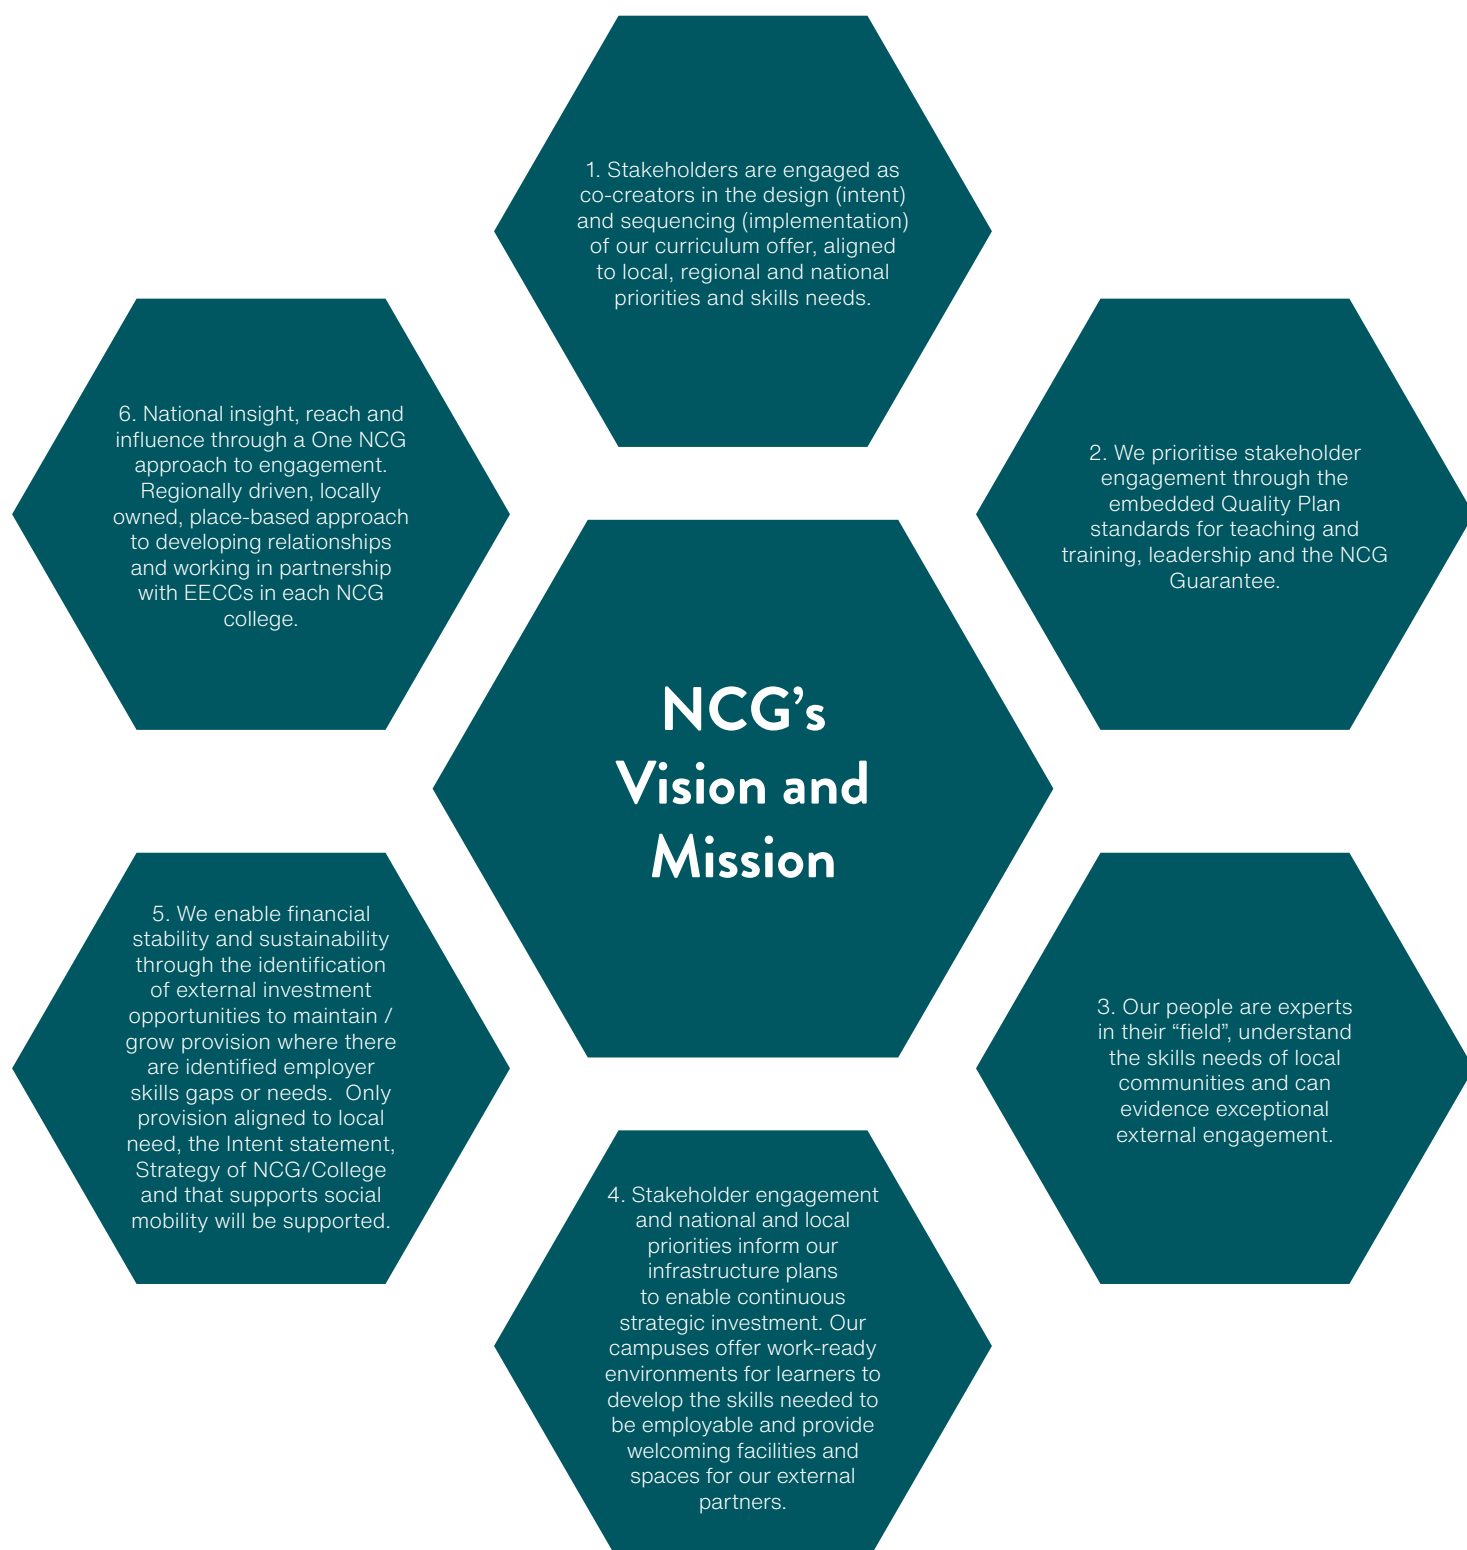 1. Stakeholders are engaged as
co-creators in the design (intent)
and sequencing (implementation)
of our curriculum offer, aligned
to local, regional and national
priorities and skills needs.
2. We prioritise stakeholder
engagement through the
embedded Quality Plan
standards for teaching and
training, leadership and the NCG
Guarantee.
3. Our people are experts
in their “field”, understand
the skills needs of local
communities and can
evidence exceptional
external engagement.
4. Stakeholder engagement
and national and local
priorities inform our
infrastructure plans
to enable continuous
strategic investment. Our
campuses offer work-ready
environments for learners to
develop the skills needed to
be employable and provide
welcoming facilities and
spaces for our external
partners.
5. We enable financial
stability and sustainability
through the identification
of external investment
opportunities to maintain /
grow provision where there
are identified employer
skills gaps or needs.  Only
provision aligned to local
need, the Intent statement,
Strategy of NCG/College
and that supports social
mobility will be supported.
6. National insight, reach and
influence through a One NCG
approach to engagement.
Regionally driven, locally
owned, place-based approach
to developing relationships
and working in partnership
with EECCs in each NCG
college.
NCG’s
Vision and
Mission